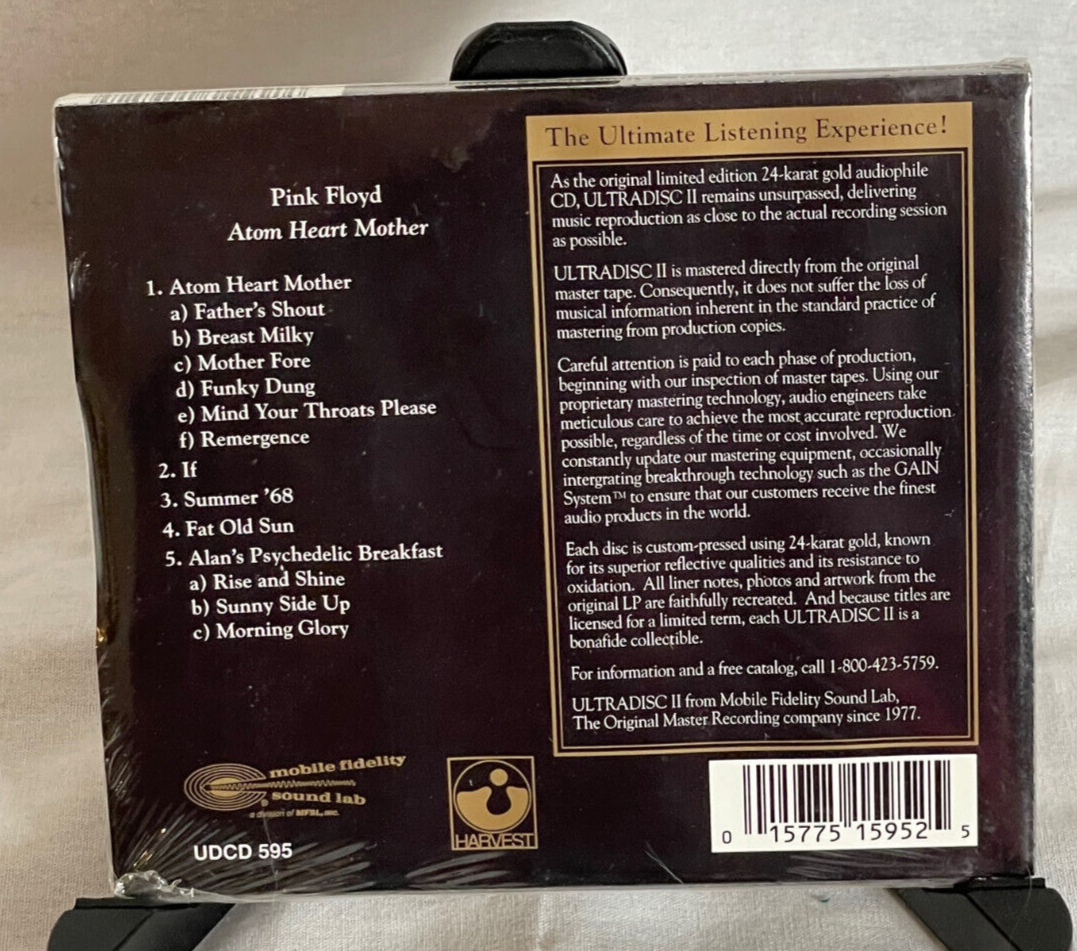 Pink Floyd
Atom Heart Mother
1. Atom Heart Mother
a) Father's Shout
b) Breast Milky
c) Mother Fore
d) Funky Dung
e) Mind Your Throats Please
f) Remergence
2. If
3. Summer '68
4. Fat Old Sun
5. Alan's Psychedelic Breakfast
a) Rise and Shine
b) Sunny Side Up
c) Morning Glory
The Ultimate Listening Experience!
As the original limited edition 24-karat gold audiophile
CD, ULTRADISC II remains unsurpassed, delivering
music reproduction as close to the actual recording session
as possible.
ULTRADISC II is mastered directly from the original
master tape. Consequently, it does not suffer the loss of
musical information inherent in the standard practice of
mastering from production copies.
Careful attention is paid to each phase of production,
beginning with our inspection of master tapes. Using our
proprietary mastering technology, audio engineers take
meticulous care to achieve the most accurate reproduction
possible, regardless of the time or cost involved. We
constantly update our mastering equipment, occasionally
intergrating breakthrough technology such as the GAIN
System™ to ensure that our customers receive the finest
audio products in the world.
Each disc is custom-pressed using 24-karat gold, known
for its superior reflective qualities and its resistance to
oxidation. All liner notes, photos and artwork from the
original LP are faithfully recreated. And because titles are
licensed for a limited term, each ULTRADISC II is a
bonafide collectible.
For information and a free catalog, call 1-800-423-5759.
ULTRADISC II from Mobile Fidelity Sound Lab,
The Original Master Recording company since 1977.
mobile fidelity
sound lab
a division of MFSL, inc.
UDCD 595
HARVEST
0 15775 15952 5